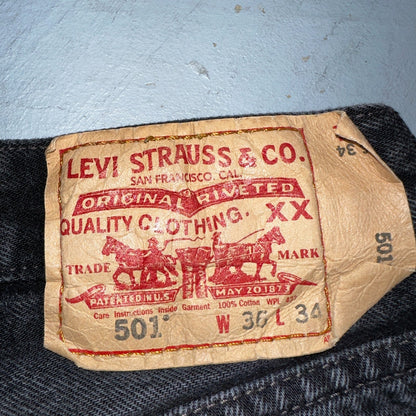 LEVI STRAUSS & CO.
SAN FRANCISCO, CAL.
ORIGINAL RIVETED
QUALITY CLOTHING. XX
TRADE MARK
PATENTED IN U.S. MAY 20 1873
Care Instructions Inside Garment 100% Cotton WPL
501® W 36 L 34
34
501